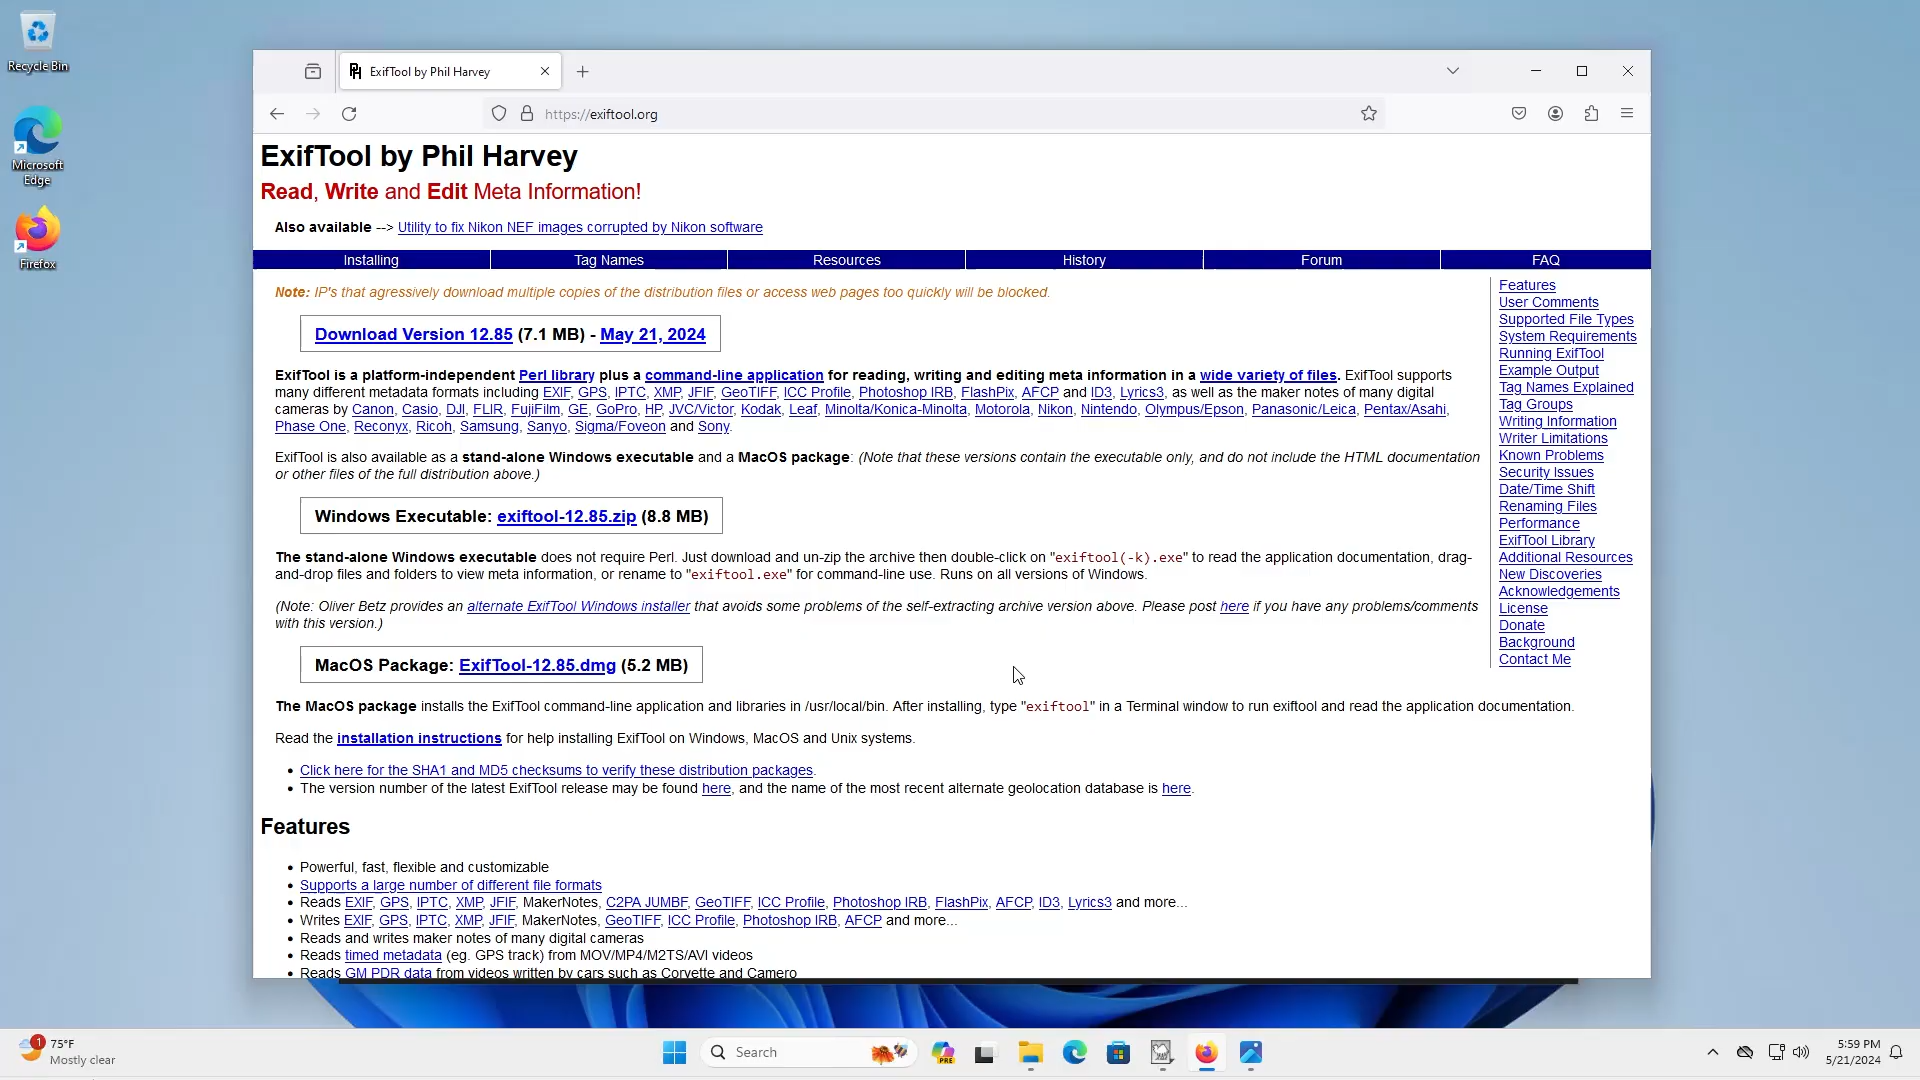 Recycle Bin
Microsoft
Edge
Firefox
ExifTool by Phil Harvey
https://exiftool.org
ExifTool by Phil Harvey
Read, Write and Edit Meta Information!
Also available --> Utility to fix Nikon NEF images corrupted by Nikon software
Installing Tag Names Resources History Forum FAQ
Note: IP's that agressively download multiple copies of the distribution files or access web pages too quickly will be blocked.
Download Version 12.85 (7.1 MB) - May 21, 2024
ExifTool is a platform-independent Perl library plus a command-line application for reading, writing and editing meta information in a wide variety of files. ExifTool supports
many different metadata formats including EXIF, GPS, IPTC, XMP, JFIF, GeoTIFF, ICC Profile, Photoshop IRB, FlashPix, AFCP and ID3, Lyrics3, as well as the maker notes of many digital
cameras by Canon, Casio, DJI, FLIR, FujiFilm, GE, GoPro, HP, JVC/Victor, Kodak, Leaf, Minolta/Konica-Minolta, Motorola, Nikon, Nintendo, Olympus/Epson, Panasonic/Leica, Pentax/Asahi,
Phase One, Reconyx, Ricoh, Samsung, Sanyo, Sigma/Foveon and Sony.
ExifTool is also available as a stand-alone Windows executable and a MacOS package: (Note that these versions contain the executable only, and do not include the HTML documentation
or other files of the full distribution above.)
Windows Executable: exiftool-12.85.zip (8.8 MB)
The stand-alone Windows executable does not require Perl. Just download and un-zip the archive then double-click on "exiftool(-k).exe" to read the application documentation, drag-
and-drop files and folders to view meta information, or rename to "exiftool.exe" for command-line use. Runs on all versions of Windows.
(Note: Oliver Betz provides an alternate ExifTool Windows installer that avoids some problems of the self-extracting archive version above. Please post here if you have any problems/comments
with this version.)
MacOS Package: ExifTool-12.85.dmg (5.2 MB)
The MacOS package installs the ExifTool command-line application and libraries in /usr/local/bin. After installing, type "exiftool" in a Terminal window to run exiftool and read the application documentation.
Read the installation instructions for help installing ExifTool on Windows, MacOS and Unix systems.
• Click here for the SHA1 and MD5 checksums to verify these distribution packages.
• The version number of the latest ExifTool release may be found here, and the name of the most recent alternate geolocation database is here.
Features
• Powerful, fast, flexible and customizable
• Supports a large number of different file formats
• Reads EXIF, GPS, IPTC, XMP, JFIF, MakerNotes, C2PA JUMBF, GeoTIFF, ICC Profile, Photoshop IRB, FlashPix, AFCP, ID3, Lyrics3 and more...
• Writes EXIF, GPS, IPTC, XMP, JFIF, MakerNotes, GeoTIFF, ICC Profile, Photoshop IRB, AFCP and more...
• Reads and writes maker notes of many digital cameras
• Reads timed metadata (eg. GPS track) from MOV/MP4/M2TS/AVI videos
• Reads GM PDR data from videos written by cars such as Corvette and Camero
Features
User Comments
Supported File Types
System Requirements
Running ExifTool
Example Output
Tag Names Explained
Tag Groups
Writing Information
Writer Limitations
Known Problems
Security Issues
Date/Time Shift
Renaming Files
Performance
ExifTool Library
Additional Resources
New Discoveries
Acknowledgements
License
Donate
Background
Contact Me
1
75°F
Mostly clear
Search
PRE
5:59 PM
5/21/2024